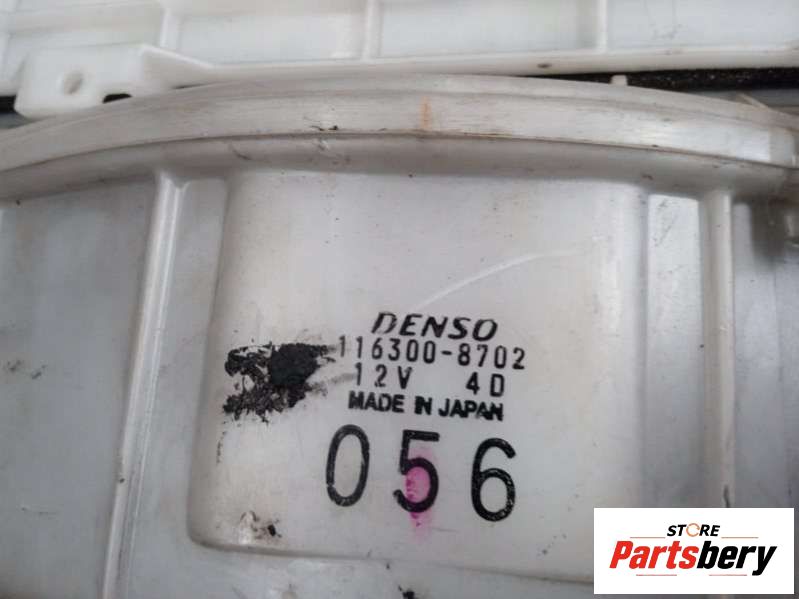 DENSO
116300-8702
12V 4D
MADE IN JAPAN
056
STORE
Partsbery